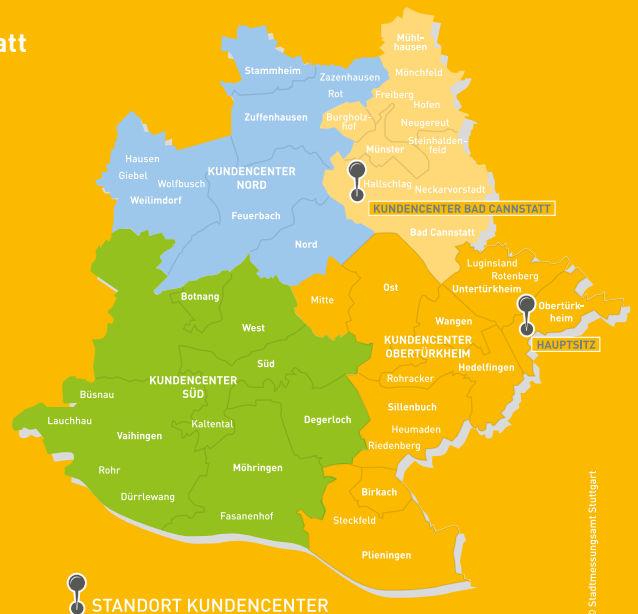 att
Mühl-
hausen
Stammheim
Zazenhausen
Mönchfeld
Rot
Freiberg
Hofen
Zuffenhausen
Burgholz-
hof
Neugereut
Steinhalden-
feld
Münster
Hausen
Giebel
Wolfbusch
Weilimdorf
KUNDENCENTER
NORD
Hallschlag
Neckarvorstadt
KUNDENCENTER BAD CANNSTATT
Feuerbach
Nord
Bad Cannstatt
Luginsland
Rotenberg
Untertürkheim
Ost
Botnang
Mitte
Obertürk-
heim
Wangen
West
HAUPTSITZ
KUNDENCENTER
OBERTÜRKHEIM
Süd
Hedelfingen
KUNDENCENTER
SÜD
Rohracker
Büsnau
Sillenbuch
Lauchhau
Kaltental
Degerloch
Heumaden
Vaihingen
Riedenberg
Rohr
Möhringen
Birkach
Dürrlewang
Fasanenhof
Steckfeld
Plieningen
STANDORT KUNDENCENTER
© Stadtmessungsamt Stuttgart